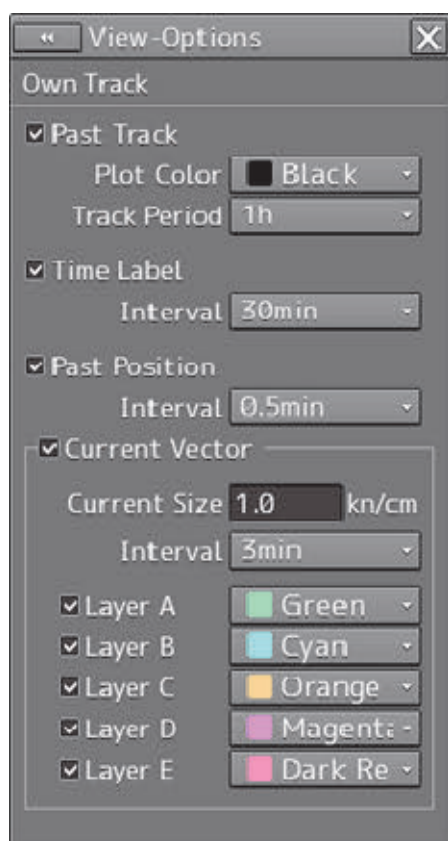 View-Options
Own Track
Past Track
Plot Color Black
Track Period 1h
Time Label
Interval 30min
Past Position
Interval 0.5min
Current Vector
Current Size 1.0 kn/cm
Interval 3min
Layer A Green
Layer B Cyan
Layer C Orange
Layer D Magenta
Layer E Dark Re